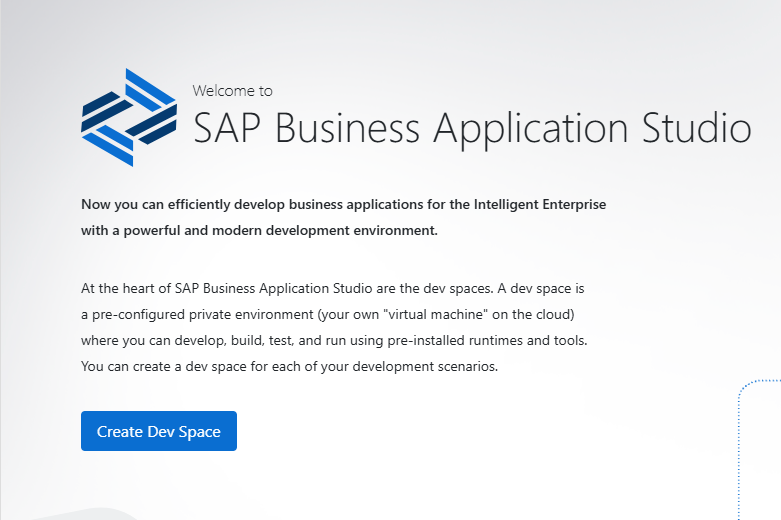 Welcome to
SAP Business Application Studio
Now you can efficiently develop business applications for the Intelligent Enterprise
with a powerful and modern development environment.
At the heart of SAP Business Application Studio are the dev spaces. A dev space is
a pre-configured private environment (your own "virtual machine" on the cloud)
where you can develop, build, test, and run using pre-installed runtimes and tools.
You can create a dev space for each of your development scenarios.
Create Dev Space